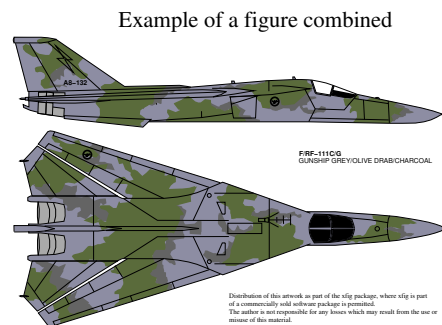 Example of a figure combined
A8-132
F/RF-111C/G
GUNSHIP GREY/OLIVE DRAB/CHARCOAL
Distribution of this artwork as part of the xfig package, where xfig is part
of a commercially sold software package is permitted.
The author is not responsible for any losses which may result from the use or
misuse of this material.